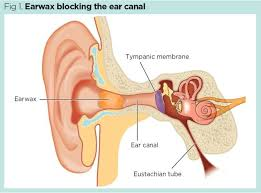 Fig 1. Earwax blocking the ear canal
Tympanic membrane
Earwax
Ear canal
Eustachian tube